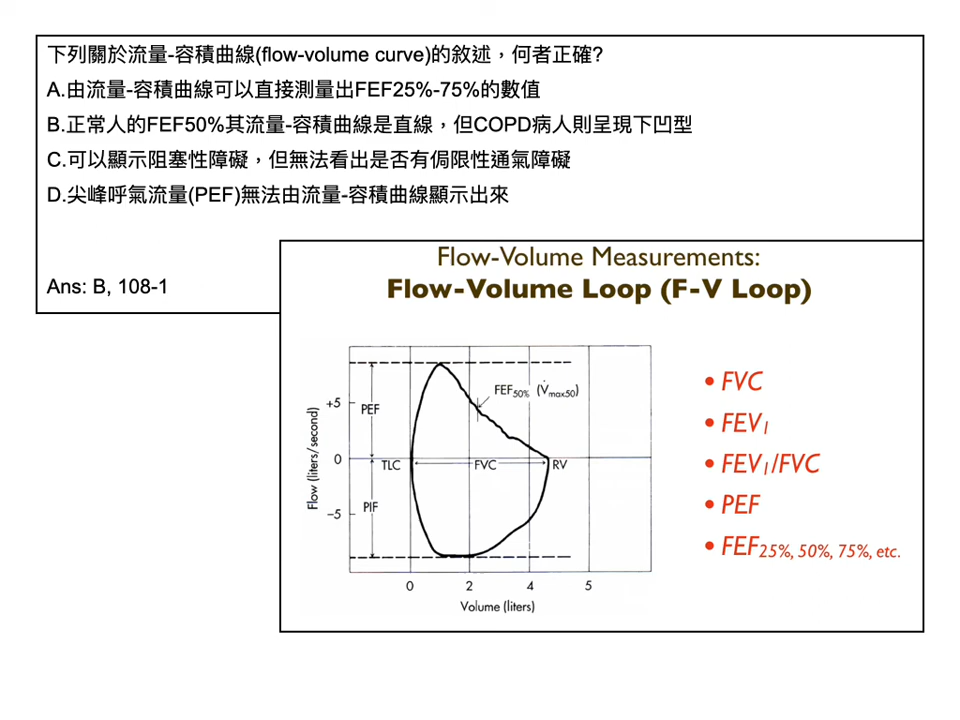 下列關於流量-容積曲線(flow-volume curve)的敘述，何者正確?
A.由流量-容積曲線可以直接測量出FEF25%-75%的數值
B.正常人的FEF50%其流量-容積曲線是直線，但COPD病人則呈現下凹型
C.可以顯示阻塞性障礙，但無法看出是否有侷限性通氣障礙
D.尖峰呼氣流量(PEF)無法由流量-容積曲線顯示出來
Ans: B, 108-1
Flow-Volume Measurements:
Flow-Volume Loop (F-V Loop)
Flow (liters/second)
+5
0
-5
PEF
PIF
TLC
FVC
RV
FEF50% (V̇max50)
0 2 4 5
Volume (liters)
• FVC
• FEV1
• FEV1/FVC
• PEF
• FEF25%, 50%, 75%, etc.